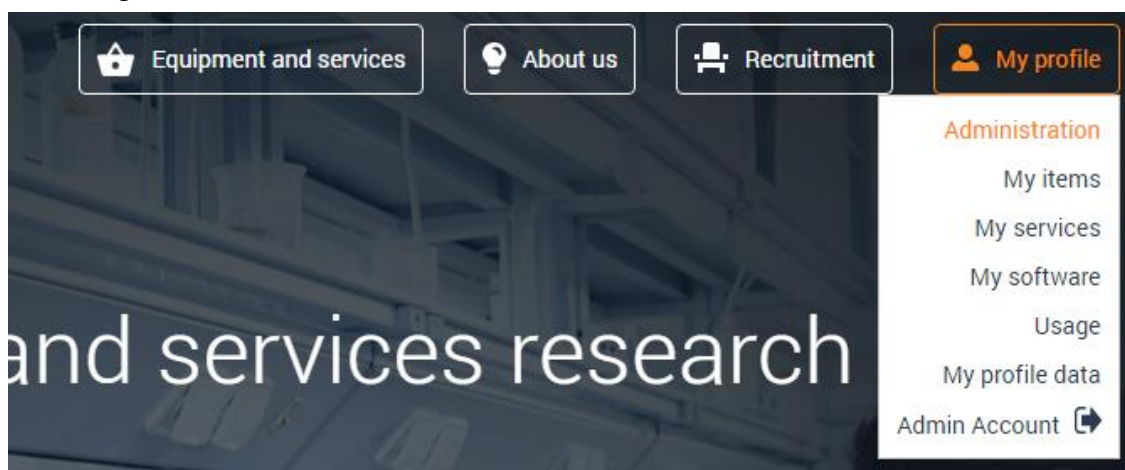 Equipment and services
About us
Recruitment
My profile
Administration
My items
My services
My software
Usage
My profile data
Admin Account
and services research